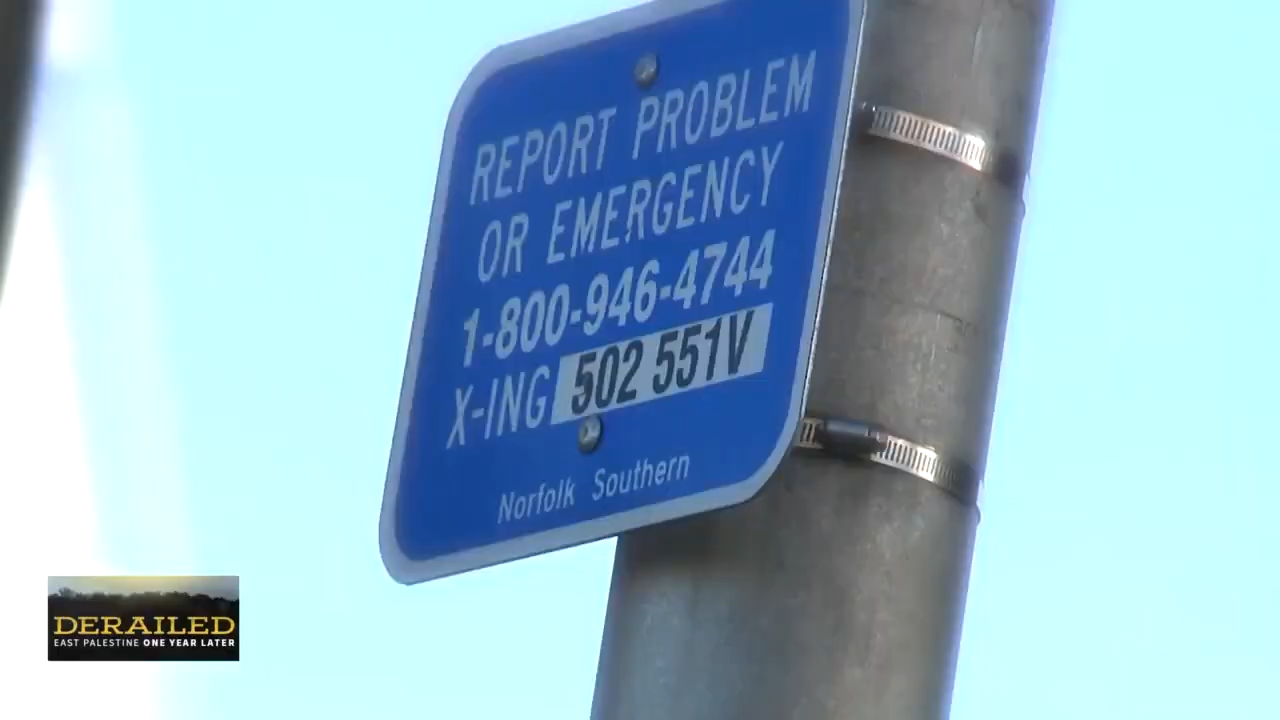 REPORT PROBLEM
OR EMERGENCY
1-800-946-4744
X-ING 502 551V
Norfolk Southern
DERAILED
EAST PALESTINE ONE YEAR LATER